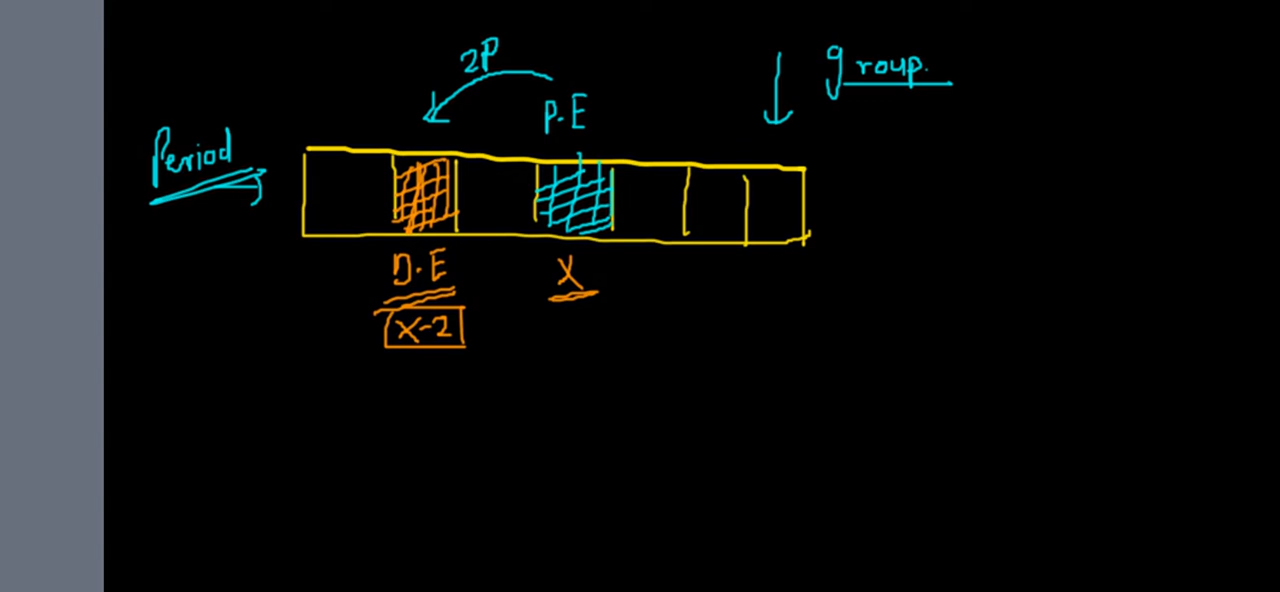 2P
group.
P.E
Period
D.E
X
X-2